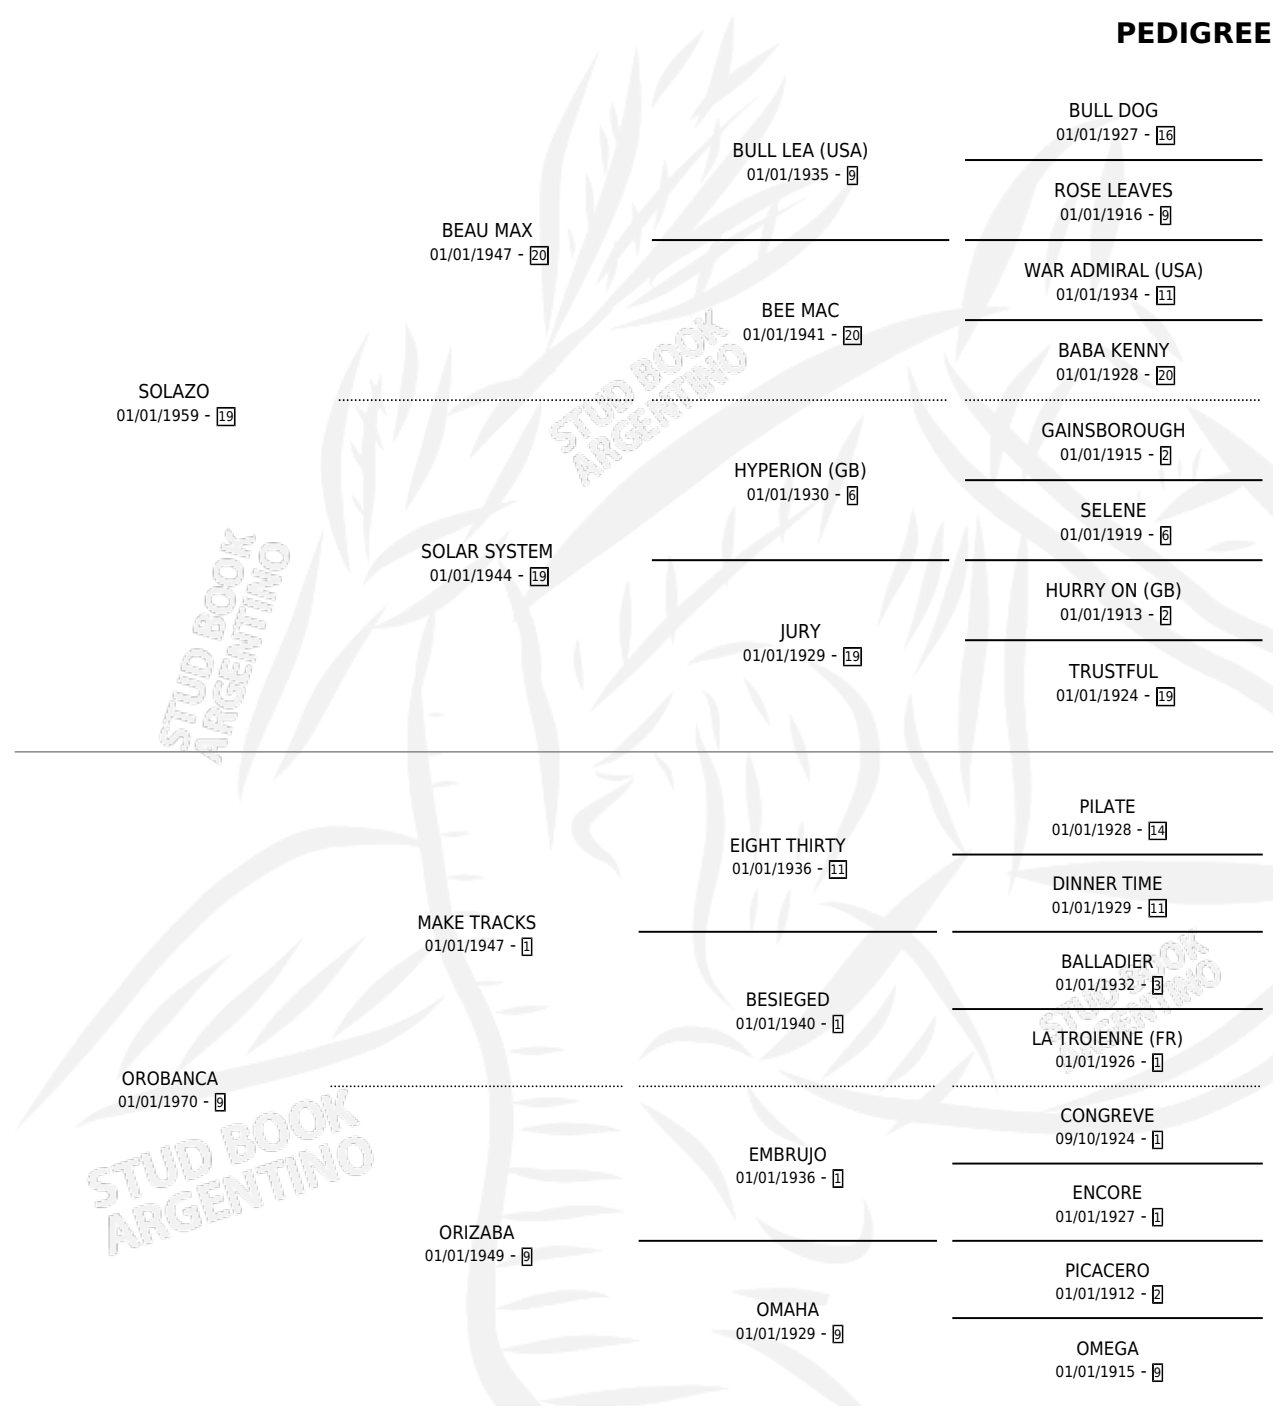 PEDIGREE
BULL DOG
01/01/1927 - 16
BULL LEA (USA)
01/01/1935 - 9
ROSE LEAVES
01/01/1916 - 9
BEAU MAX
01/01/1947 - 20
WAR ADMIRAL (USA)
01/01/1934 - 11
BEE MAC
01/01/1941 - 20
BABA KENNY
01/01/1928 - 20
SOLAZO
01/01/1959 - 19
STUD BOOK
ARGENTINO
GAINSBOROUGH
01/01/1915 - 2
HYPERION (GB)
01/01/1930 - 6
SELENE
01/01/1919 - 6
SOLAR SYSTEM
01/01/1944 - 19
HURRY ON (GB)
01/01/1913 - 2
JURY
01/01/1929 - 19
TRUSTFUL
01/01/1924 - 19
STUD BOOK
ARGENTINO
PILATE
01/01/1928 - 14
EIGHT THIRTY
01/01/1936 - 11
DINNER TIME
01/01/1929 - 11
MAKE TRACKS
01/01/1947 - 1
BALLADIER
01/01/1932 - 3
STUD BOOK
ARGENTINO
BESIEGED
01/01/1940 - 1
LA TROIENNE (FR)
01/01/1926 - 1
OROBANCA
01/01/1970 - 9
CONGREVE
09/10/1924 - 1
STUD BOOK
ARGENTINO
EMBRUJO
01/01/1936 - 1
ENCORE
01/01/1927 - 1
ORIZABA
01/01/1949 - 9
PICACERO
01/01/1912 - 2
OMAHA
01/01/1929 - 9
OMEGA
01/01/1915 - 9